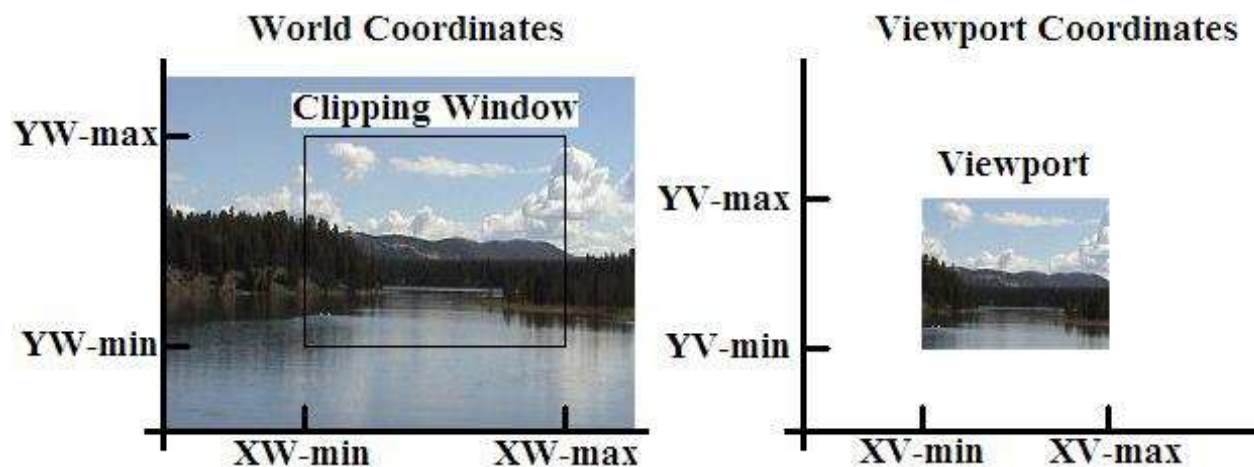 World Coordinates
Clipping Window
YW-max
YW-min
XW-min
XW-max
Viewport Coordinates
Viewport
YV-max
YV-min
XV-min
XV-max